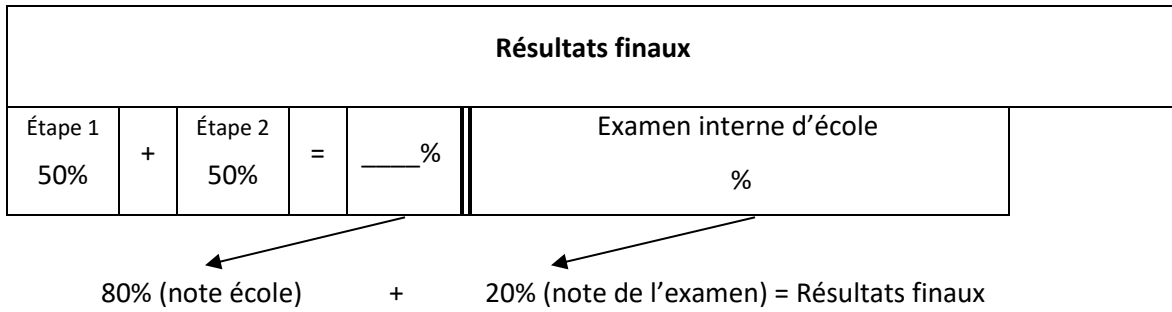 Résultats finaux
Étape 1 + Étape 2 = ____% Examen interne d’école
50% 50% %
80% (note école) + 20% (note de l’examen) = Résultats finaux